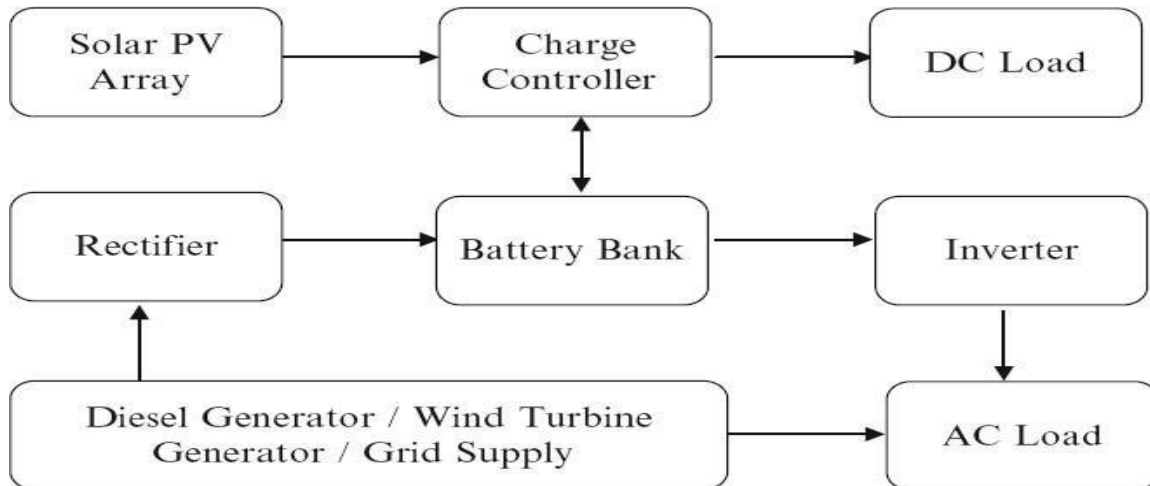 Solar PV
Array
Charge
Controller
DC Load
Rectifier
Battery Bank
Inverter
Diesel Generator / Wind Turbine
Generator / Grid Supply
AC Load